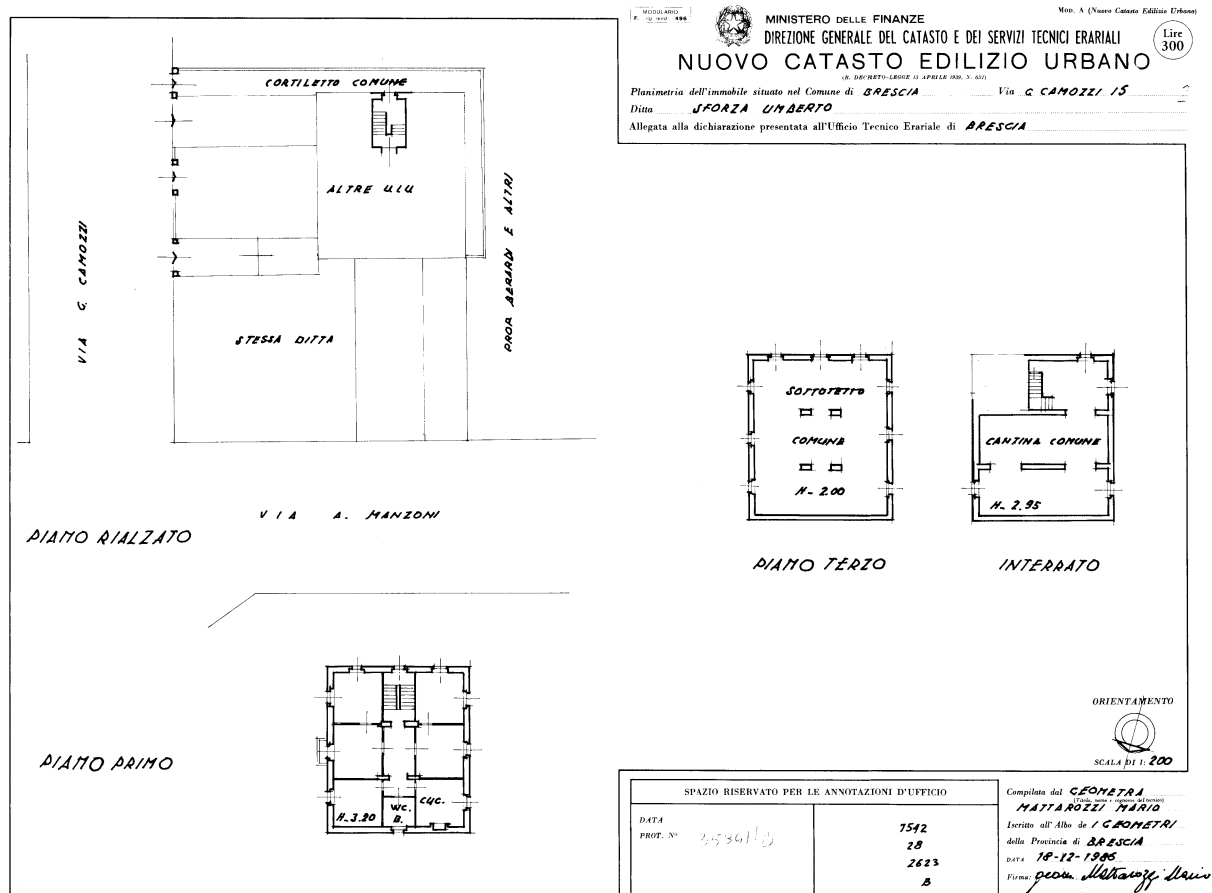 MODULARIO
F. rig. mod. 496
MOD. A (Nuovo Catasto Edilizio Urbano)
MINISTERO DELLE FINANZE
DIREZIONE GENERALE DEL CATASTO E DEI SERVIZI TECNICI ERARIALI
NUOVO CATASTO EDILIZIO URBANO
(R. DECRETO-LEGGE 13 APRILE 1939, N. 652)
Lire
300
Planimetria dell'immobile situato nel Comune di BRESCIA Via G CAMOZZI 15
Ditta SFORZA UMBERTO
Allegata alla dichiarazione presentata all'Ufficio Tecnico Erariale di BRESCIA
CORTILETTO COMUNE
ALTRE U.I.U
VIA G. CAMOZZI
PROP. BERARDI E ALTRI
STESSA DITTA
VIA A. MANZONI
PIANO RIALZATO
SOTTOTETTO
COMUNE
H= 2.00
PIANO TERZO
CANTINA COMUNE
H= 2.95
INTERRATO
PIANO PRIMO
H=3.20
WC.
B.
CUC.
ORIENTAMENTO
SCALA DI 1: 200
SPAZIO RISERVATO PER LE ANNOTAZIONI D'UFFICIO
DATA
PROT. N°
7542
28
2623
B
Compilata dal GEOMETRA
(Titolo, nome e cognome del tecnico)
MATTAROZZI MARIO
Iscritto all'Albo de I GEOMETRI
della Provincia di BRESCIA
DATA 18-12-1986
Firma: geom. Mattarozzi Mario